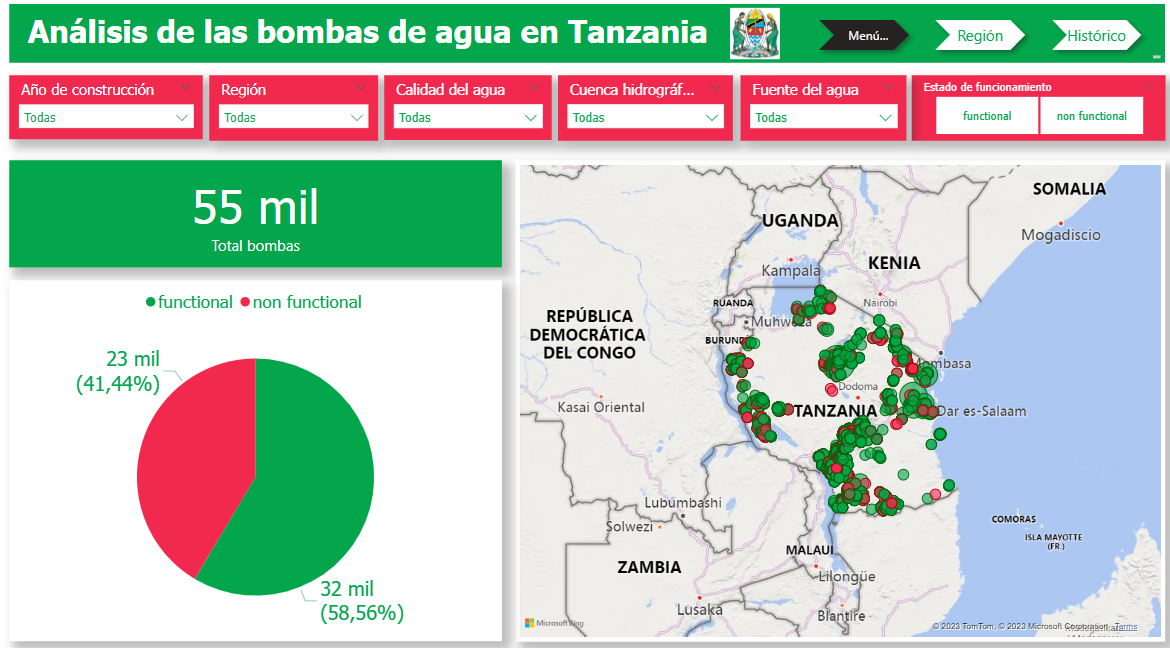 Análisis de las bombas de agua en Tanzania
Menú...
Región
Histórico
Año de construcción
Región
Calidad del agua
Cuenca hidrográf...
Fuente del agua
Estado de funcionamiento
Todas
Todas
Todas
Todas
Todas
functional
non functional
55 mil
Total bombas
functional
non functional
23 mil
(41,44%)
32 mil
(58,56%)
SOMALIA
UGANDA
Mogadiscio
KENIA
Kampala
RUANDA
Nairobi
REPÚBLICA
DEMOCRÁTICA
DEL CONGO
BURUND
Dodoma
Kasai Oriental
TANZANIA
Dar es-Salaam
Lubumbashi
Solwezi
COMORAS
ISLA MAYOTTE
(FR.)
MALAUI
ZAMBIA
Lilongüe
Lusaka
Blantire
Microsoft Bing
© 2023 TomTom, © 2023 Microsoft Corporation
Terms